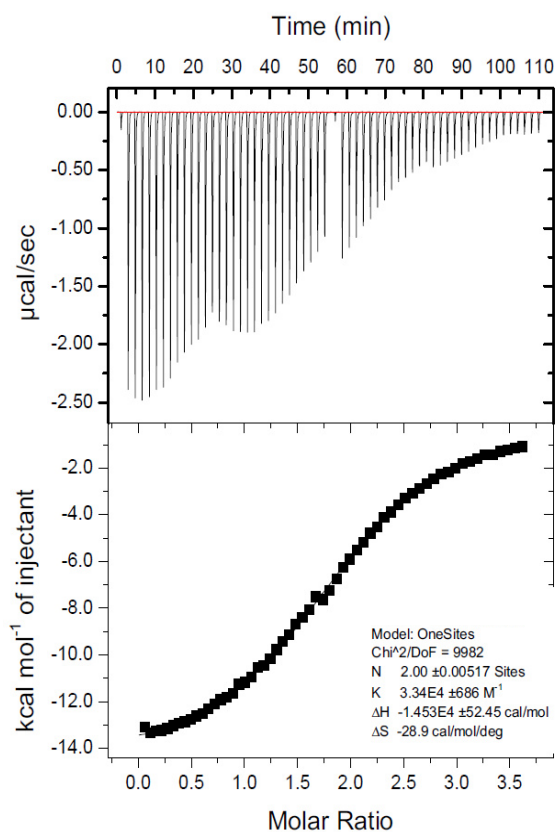 Time (min)
0 10 20 30 40 50 60 70 80 90 100 110
0.00
-0.50
-1.00
-1.50
-2.00
-2.50
µcal/sec
-2.0
-4.0
-6.0
-8.0
-10.0
-12.0
-14.0
kcal mol⁻¹ of injectant
Model: OneSites
Chi^2/DoF = 9982
N 2.00 ±0.00517 Sites
K 3.34E4 ±686 M⁻¹
ΔH -1.453E4 ±52.45 cal/mol
ΔS -28.9 cal/mol/deg
0.0 0.5 1.0 1.5 2.0 2.5 3.0 3.5
Molar Ratio